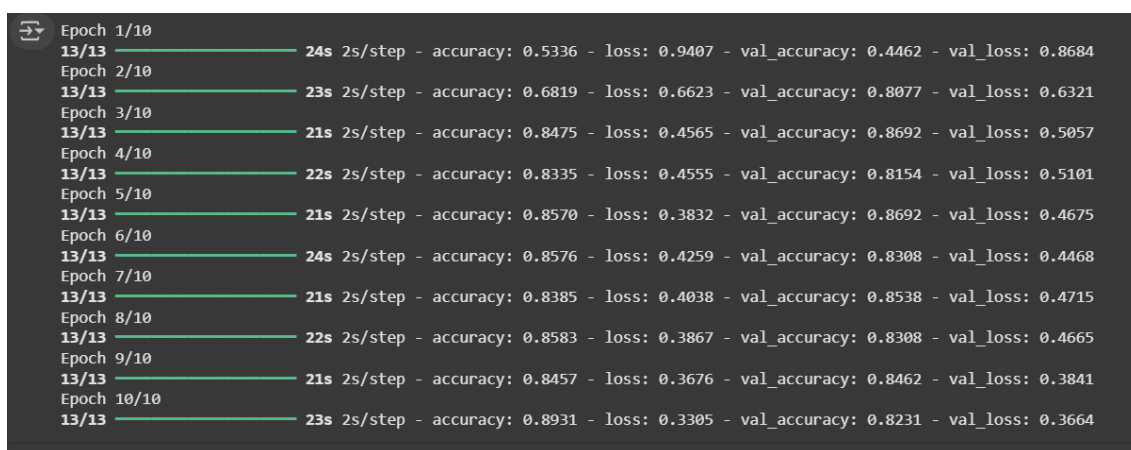 Epoch 1/10
13/13 24s 2s/step - accuracy: 0.5336 - loss: 0.9407 - val_accuracy: 0.4462 - val_loss: 0.8684
Epoch 2/10
13/13 23s 2s/step - accuracy: 0.6819 - loss: 0.6623 - val_accuracy: 0.8077 - val_loss: 0.6321
Epoch 3/10
13/13 21s 2s/step - accuracy: 0.8475 - loss: 0.4565 - val_accuracy: 0.8692 - val_loss: 0.5057
Epoch 4/10
13/13 22s 2s/step - accuracy: 0.8335 - loss: 0.4555 - val_accuracy: 0.8154 - val_loss: 0.5101
Epoch 5/10
13/13 21s 2s/step - accuracy: 0.8570 - loss: 0.3832 - val_accuracy: 0.8692 - val_loss: 0.4675
Epoch 6/10
13/13 24s 2s/step - accuracy: 0.8576 - loss: 0.4259 - val_accuracy: 0.8308 - val_loss: 0.4468
Epoch 7/10
13/13 21s 2s/step - accuracy: 0.8385 - loss: 0.4038 - val_accuracy: 0.8538 - val_loss: 0.4715
Epoch 8/10
13/13 22s 2s/step - accuracy: 0.8583 - loss: 0.3867 - val_accuracy: 0.8308 - val_loss: 0.4665
Epoch 9/10
13/13 21s 2s/step - accuracy: 0.8457 - loss: 0.3676 - val_accuracy: 0.8462 - val_loss: 0.3841
Epoch 10/10
13/13 23s 2s/step - accuracy: 0.8931 - loss: 0.3305 - val_accuracy: 0.8231 - val_loss: 0.3664